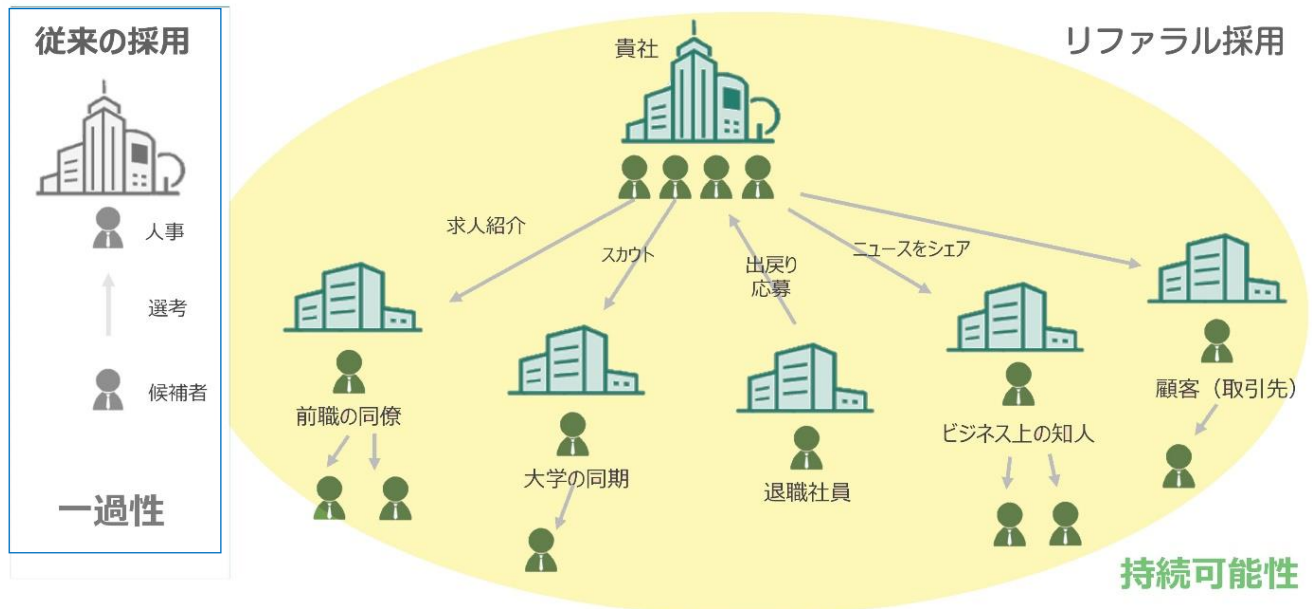 従来の採用
人事
選考
候補者
一過性
リファラル採用
貴社
求人紹介
スカウト
出戻り
応募
ニュースをシェア
前職の同僚
大学の同期
退職社員
ビジネス上の知人
顧客（取引先）
持続可能性